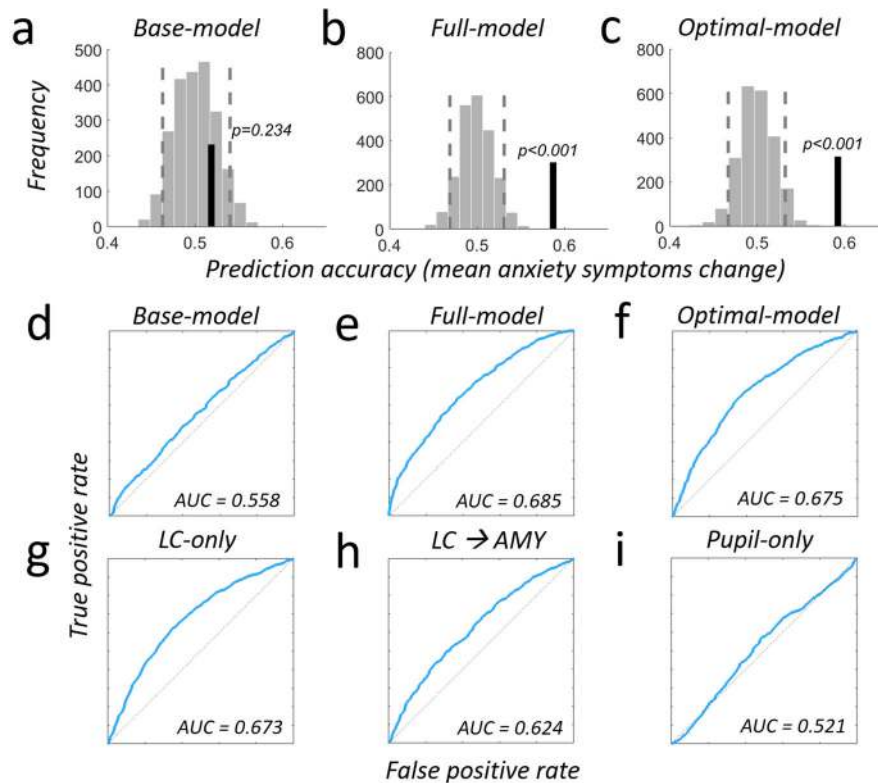 a Base-model
b Full-model
c Optimal-model
500
400
300
200
100
0
p=0.234
0.4 0.5 0.6
800
600
400
200
0
p<0.001
0.4 0.5 0.6
800
600
400
200
0
p<0.001
0.4 0.5 0.6
Frequency
Prediction accuracy (mean anxiety symptoms change)
d Base-model
AUC = 0.558
e Full-model
AUC = 0.685
f Optimal-model
AUC = 0.675
g LC-only
AUC = 0.673
h LC → AMY
AUC = 0.624
i Pupil-only
AUC = 0.521
True positive rate
False positive rate